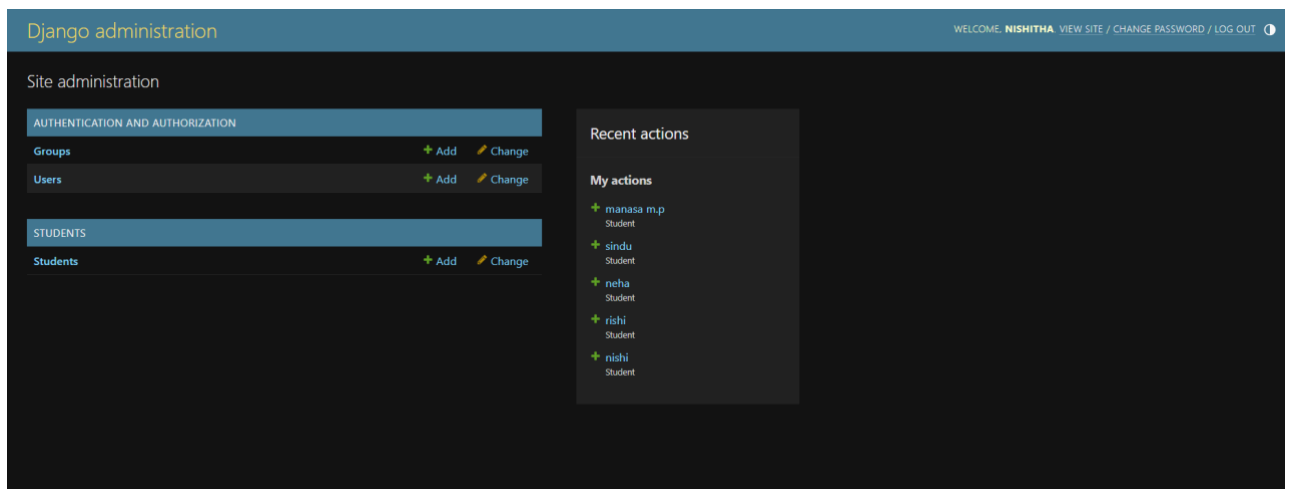 Django administration
WELCOME, NISHITHA. VIEW SITE / CHANGE PASSWORD / LOG OUT
Site administration
AUTHENTICATION AND AUTHORIZATION
Groups Add Change
Users Add Change
STUDENTS
Students Add Change
Recent actions
My actions
manasa m.p
Student
sindu
Student
neha
Student
rishi
Student
nishi
Student